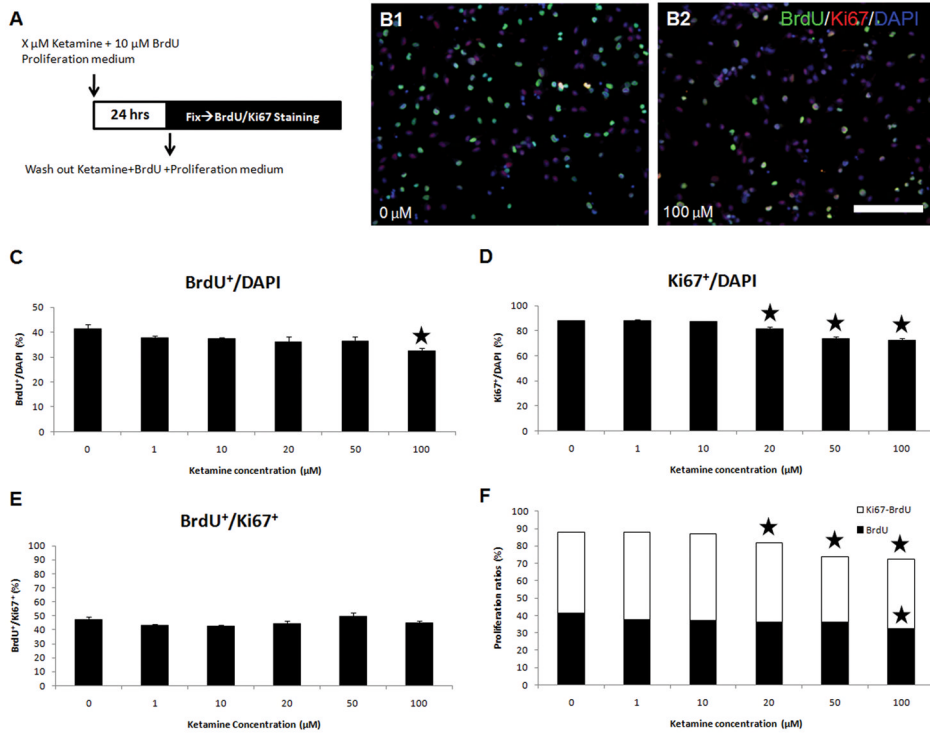 A
X µM Ketamine + 10 µM BrdU
Proliferation medium
24 hrs
Fix→BrdU/Ki67 Staining
Wash out Ketamine+BrdU +Proliferation medium
B1
0 µM
B2
BrdU/Ki67/DAPI
100 µM
C
BrdU⁺/DAPI
BrdU⁺/DAPI (%)
50
40
30
20
10
0
0 1 10 20 50 100
Ketamine concentration (µM)
D
Ki67⁺/DAPI
Ki67⁺/DAPI (%)
100
80
60
40
20
0
0 1 10 20 50 100
Ketamine concentration (µM)
E
BrdU⁺/Ki67⁺
BrdU⁺/Ki67⁺ (%)
100
90
80
70
60
50
40
30
20
10
0
0 1 10 20 50 100
Ketamine Concentration (µM)
F
Proliferation ratios (%)
100
90
80
70
60
50
40
30
20
10
0
Ki67-BrdU
BrdU
0 1 10 20 50 100
Ketamine concentration (µM)